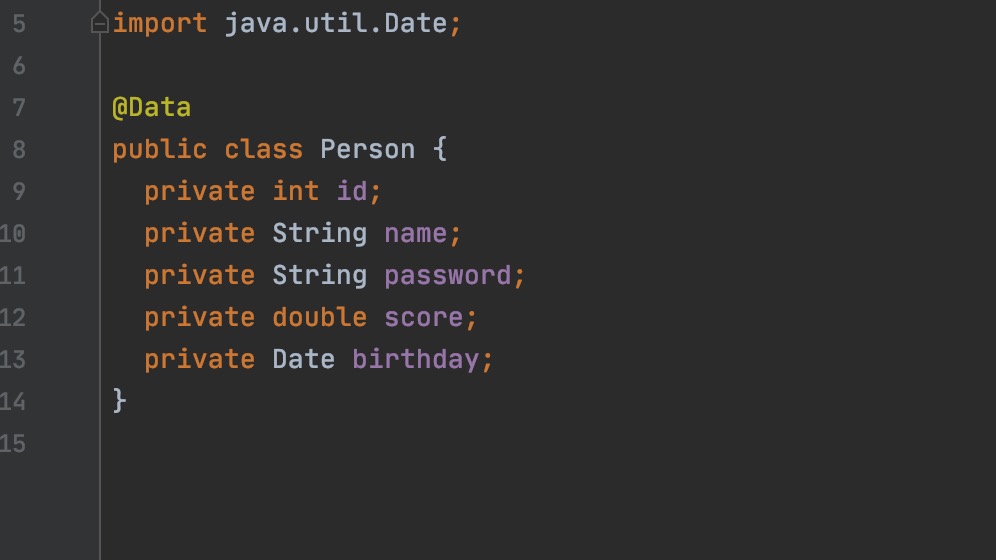 5 import java.util.Date;
6
7 @Data
8 public class Person {
9 private int id;
10 private String name;
11 private String password;
12 private double score;
13 private Date birthday;
14 }
15